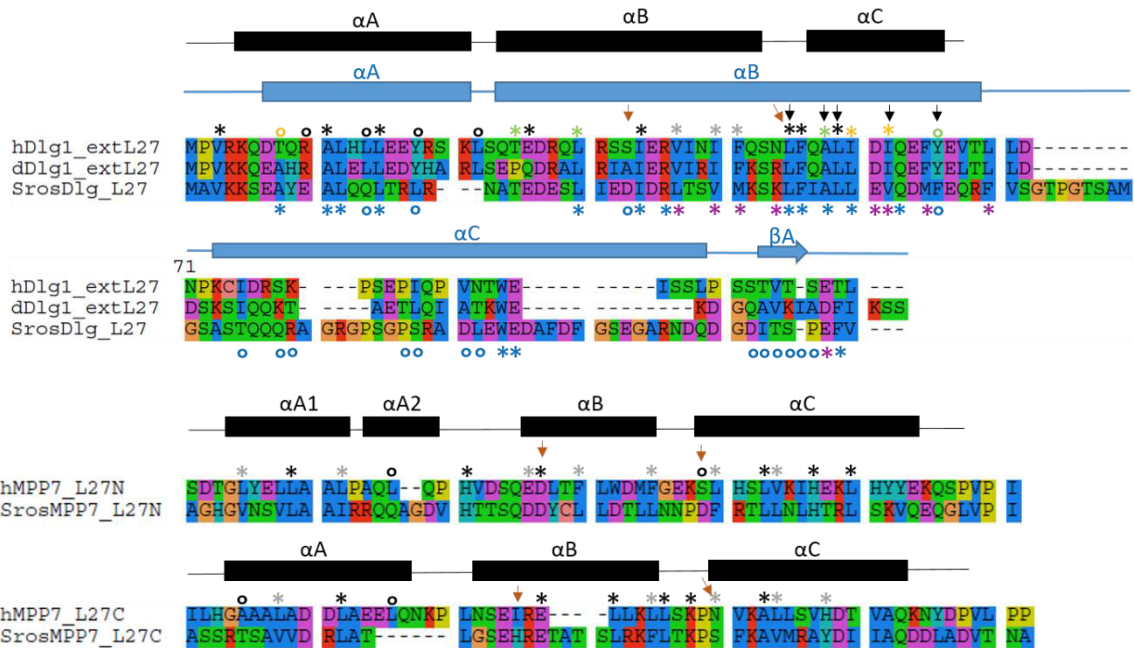 αA αB αC
αA αB
hDlg1_extL27 MPVRKQDTQR ALHLLEEYRS KLSQTEDRQL RSSIERVINI FQSNLFQALI DIQEFYEVTL LD--------
dDlg1_extL27 MPVKKQEAHR ALELLEDYHA RLSEPQDRAL RIAIERVIRI FKSRLFQALL DIQEFYELTL LD--------
SrosDlg_L27 MAVKKSEAYE ALQQLTRLR- --NATEDESL IEDIDRLTSV MKSKLFIALL EVQMFFEQRF VSGTPGTSAM
αC βA
71
hDlg1_extL27 NPKCIDRSK- ---PSEPIQP VNTWE----- -----ISSLP SSTVT-SETL ---
dDlg1_extL27 DSKSIQQKT- ----AETLQI ATKWE----- --------KD GQAVKIADFI KSS
SrosDlg_L27 GSASTQQQRA GRGPSGPSRA DLEWEDAFDF GSEGARNDQD GDITS-PEFV ---
αA1 αA2 αB αC
hMPP7_L27N SDTGLYELLA ALPAQL--QP HVDSQEDLTF LWDMFGEKSL HSLVKIHEKL HYYEKQSPVP I
SrosMPP7_L27N AGHGVNSVLA AIRRQQAGDV HTTSQDDYCL LDTLLNNPDF RTLLNLHTRL SKVQEQGLVP I
αA αB αC
hMPP7_L27C ILHGAAALAD DLAEELQNKP LNSEIRE--- -LLKLLSKPN VKALLSVHDT VAQKNYDPVL PP
SrosMPP7_L27C ASSRTSAVVD RLAT------ LGSEHRETAT SLRKFLTKPS FKAVMRAYDI IAQDDLADVT NA